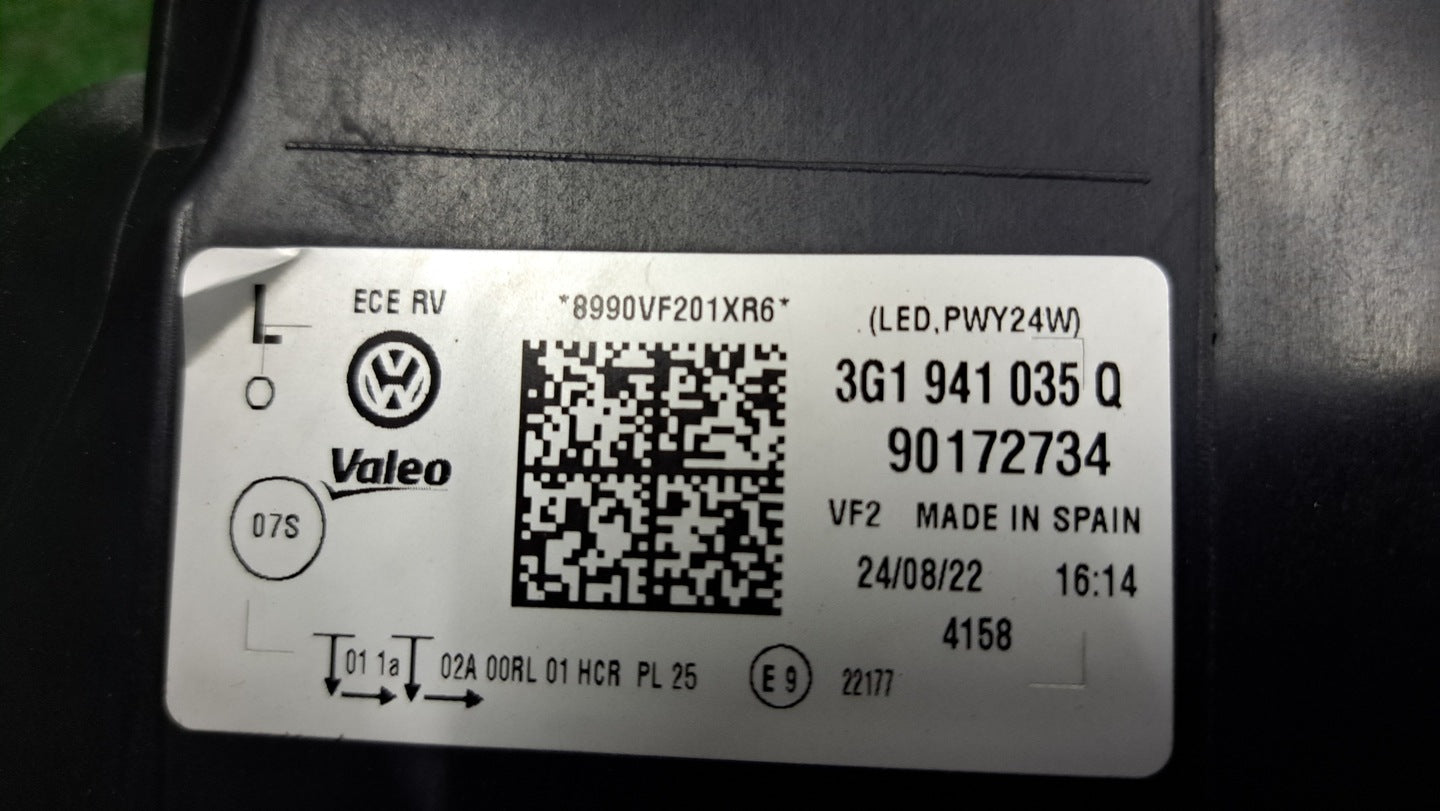 L
ECE RV
*8990VF201XR6*
(LED,PWY24W)
O
3G1 941 035 Q
Valeo
90172734
07S
VF2 MADE IN SPAIN
24/08/22 16:14
4158
01 1a 02A 00RL 01 HCR PL 25
E 9
22177